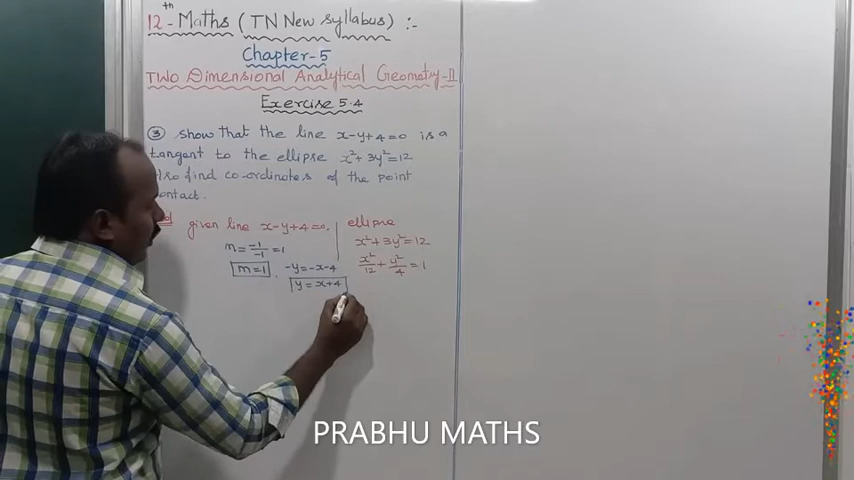 12th - Maths (TN New syllabus) :-
Chapter-5
Two Dimensional Analytical Geometry-II
Exercise 5.4
③ show that the line x-y+4=0 is a
tangent to the ellipse x²+3y²=12
find co-ordinates of the point
contact.
given line x-y+4=0, ellipse
m = -1/-1 = 1 x²+3y²=12
m=1, -y=-x-4 x²/12 + y²/4 = 1
y = x+4
PRABHU MATHS